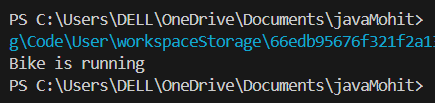 PS C:\Users\DELL\OneDrive\Documents\javaMohit>
g\Code\User\workspaceStorage\66edb95676f321f2a1
Bike is running
PS C:\Users\DELL\OneDrive\Documents\javaMohit>